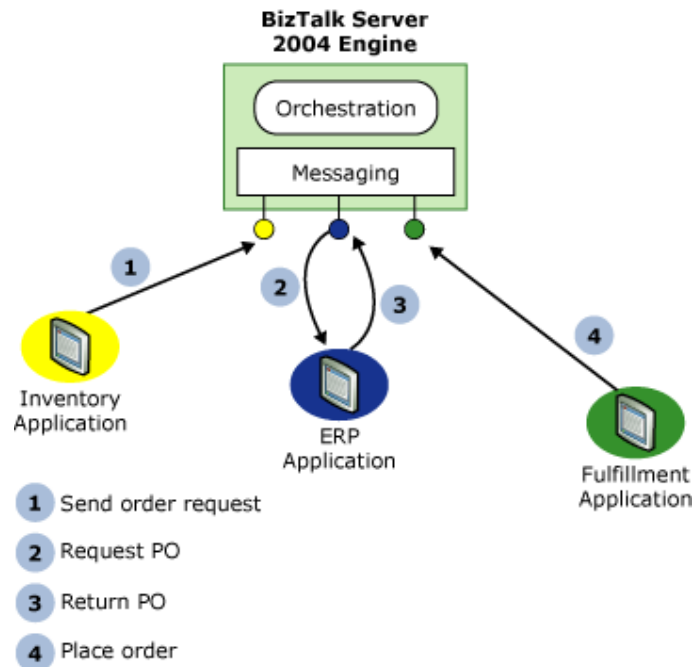 BizTalk Server
2004 Engine
Orchestration
Messaging
1
2
3
4
Inventory
Application
ERP
Application
Fulfillment
Application
1 Send order request
2 Request PO
3 Return PO
4 Place order